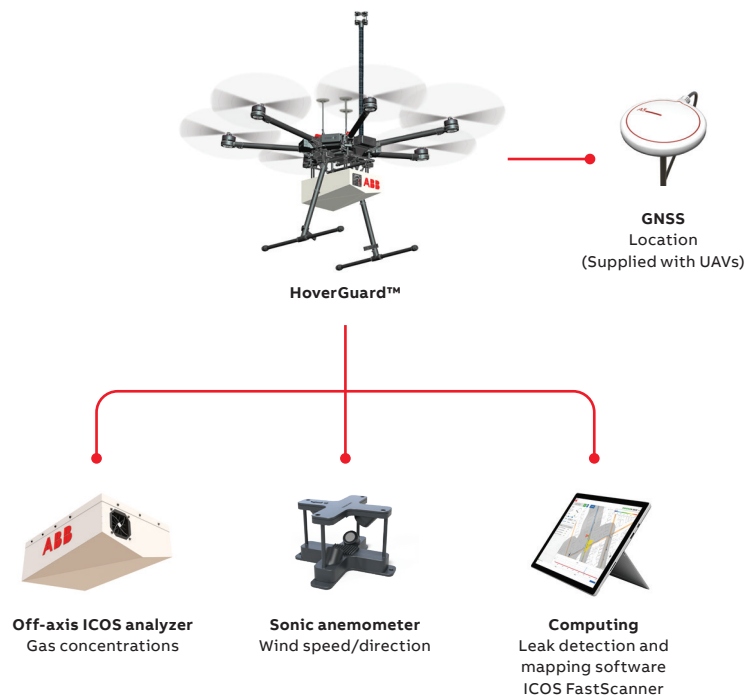 ABB
GNSS
Location
(Supplied with UAVs)
HoverGuard™
ABB
Off-axis ICOS analyzer
Gas concentrations
Sonic anemometer
Wind speed/direction
Computing
Leak detection and
mapping software
ICOS FastScanner